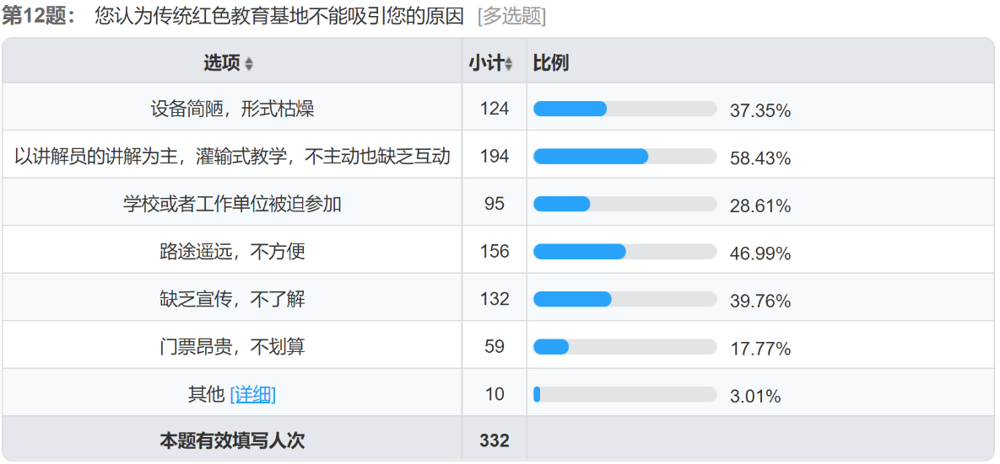 第12题： 您认为传统红色教育基地不能吸引您的原因 [多选题]
选项 小计 比例
设备简陋，形式枯燥 124 37.35%
以讲解员的讲解为主，灌输式教学，不主动也缺乏互动 194 58.43%
学校或者工作单位被迫参加 95 28.61%
路途遥远，不方便 156 46.99%
缺乏宣传，不了解 132 39.76%
门票昂贵，不划算 59 17.77%
其他 [详细] 10 3.01%
本题有效填写人次 332